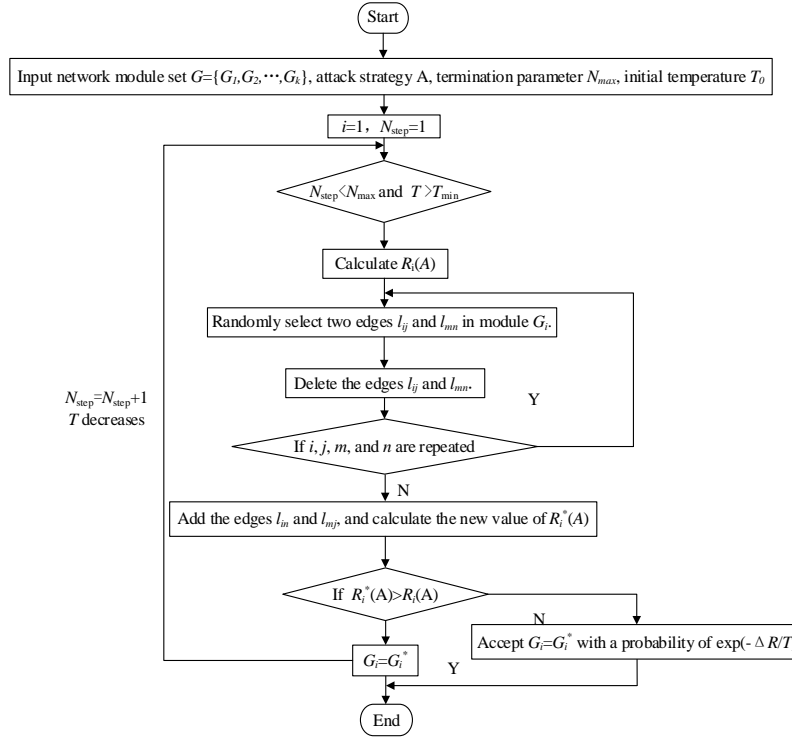 Start
Input network module set G={G1,G2,⋯,Gk}, attack strategy A, termination parameter Nmax, initial temperature T0
i=1, Nstep=1
Nstep<Nmax and T >Tmin
Calculate Ri(A)
Randomly select two edges lij and lmn in module Gi.
Delete the edges lij and lmn.
Nstep=Nstep+1
T decreases
Y
If i, j, m, and n are repeated
N
Add the edges lin and lmj, and calculate the new value of Ri*(A)
If Ri*(A)>Ri(A)
N
Accept Gi=Gi* with a probability of exp(- Δ R/T
Gi=Gi*
Y
End